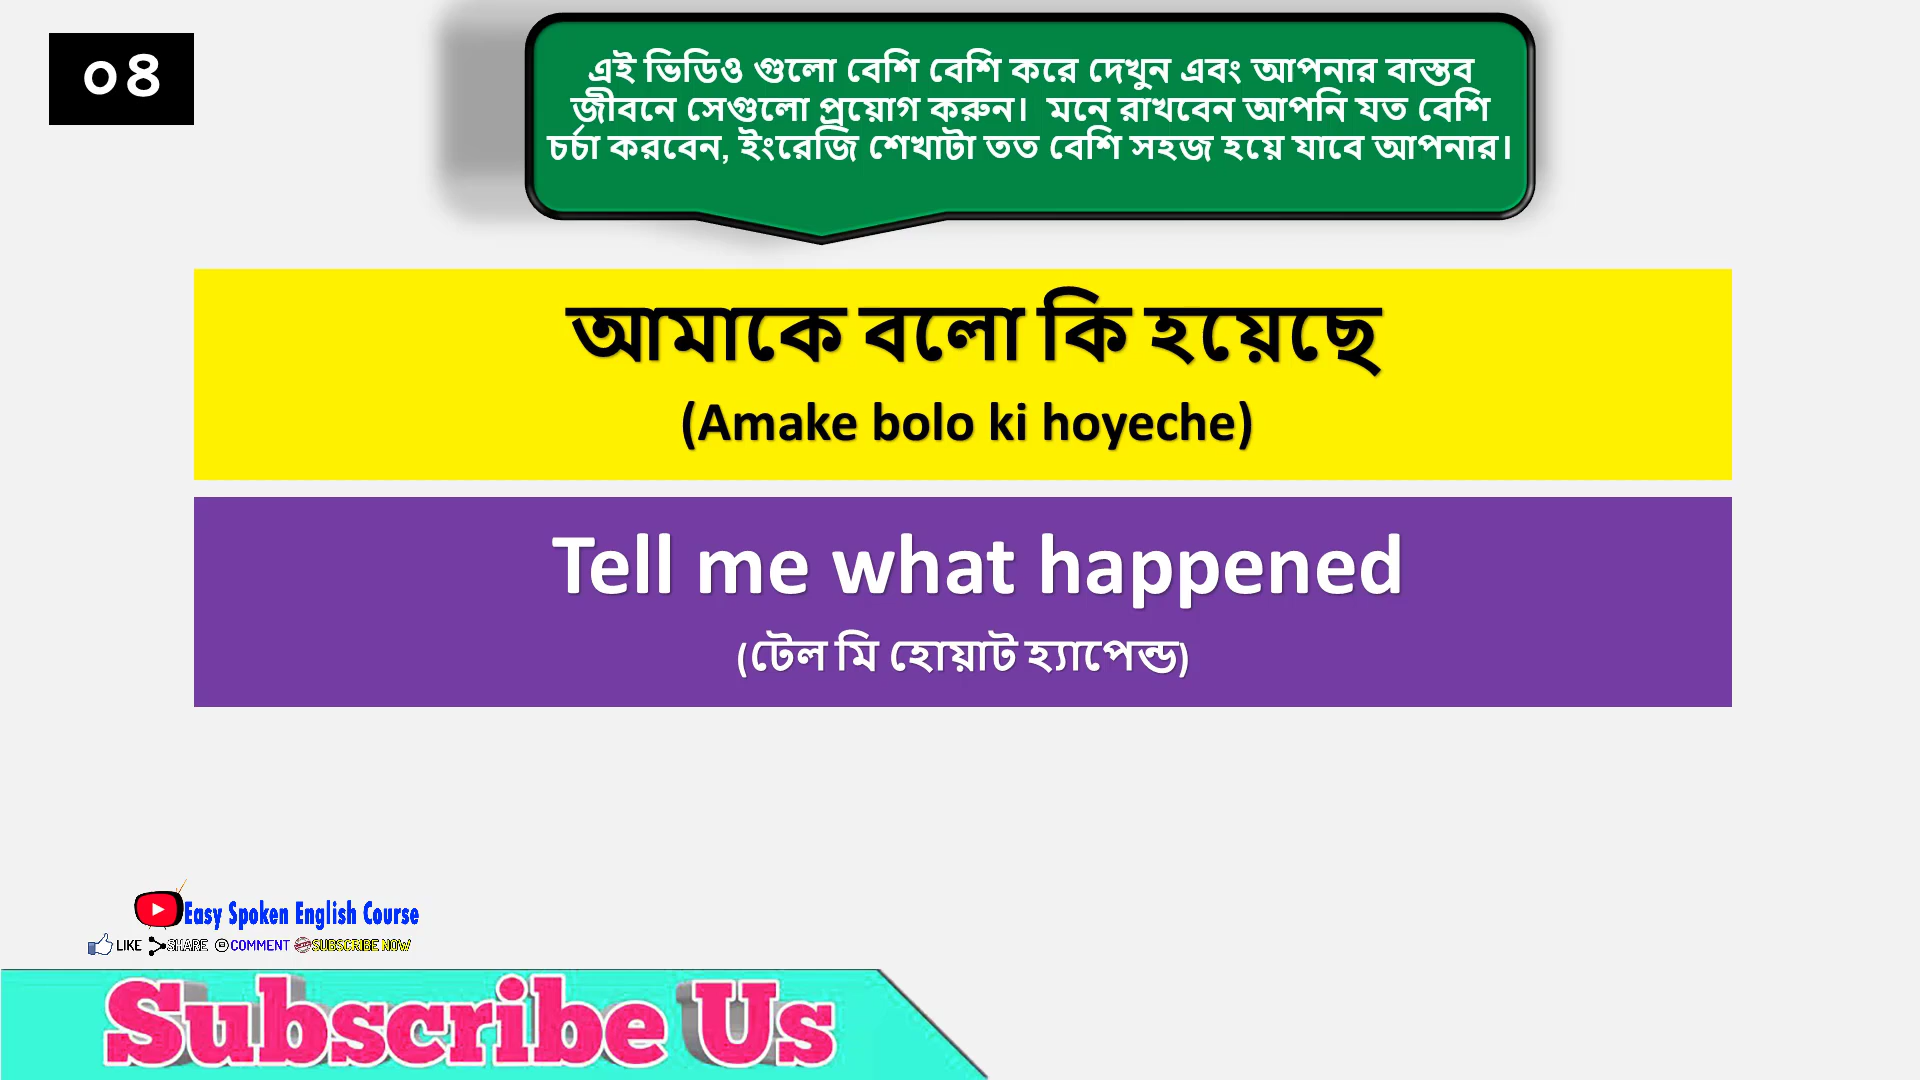 08
এই ভিডিও গুলো বেশি বেশি করে দেখুন এবং আপনার বাস্তব
জীবনে সেগুলো প্রয়োগ করুন।  মনে রাখবেন আপনি যত বেশি
চর্চা করবেন, ইংরেজি শেখাটা তত বেশি সহজ হয়ে যাবে আপনার।
আমাকে বলো কি হয়েছে
(Amake bolo ki hoyeche)
Tell me what happened
(টেল মি হোয়াট হ্যাপেন্ড)
Easy Spoken English Course
LIKE SHARE COMMENT SUBSCRIBE NOW
Subscribe Us